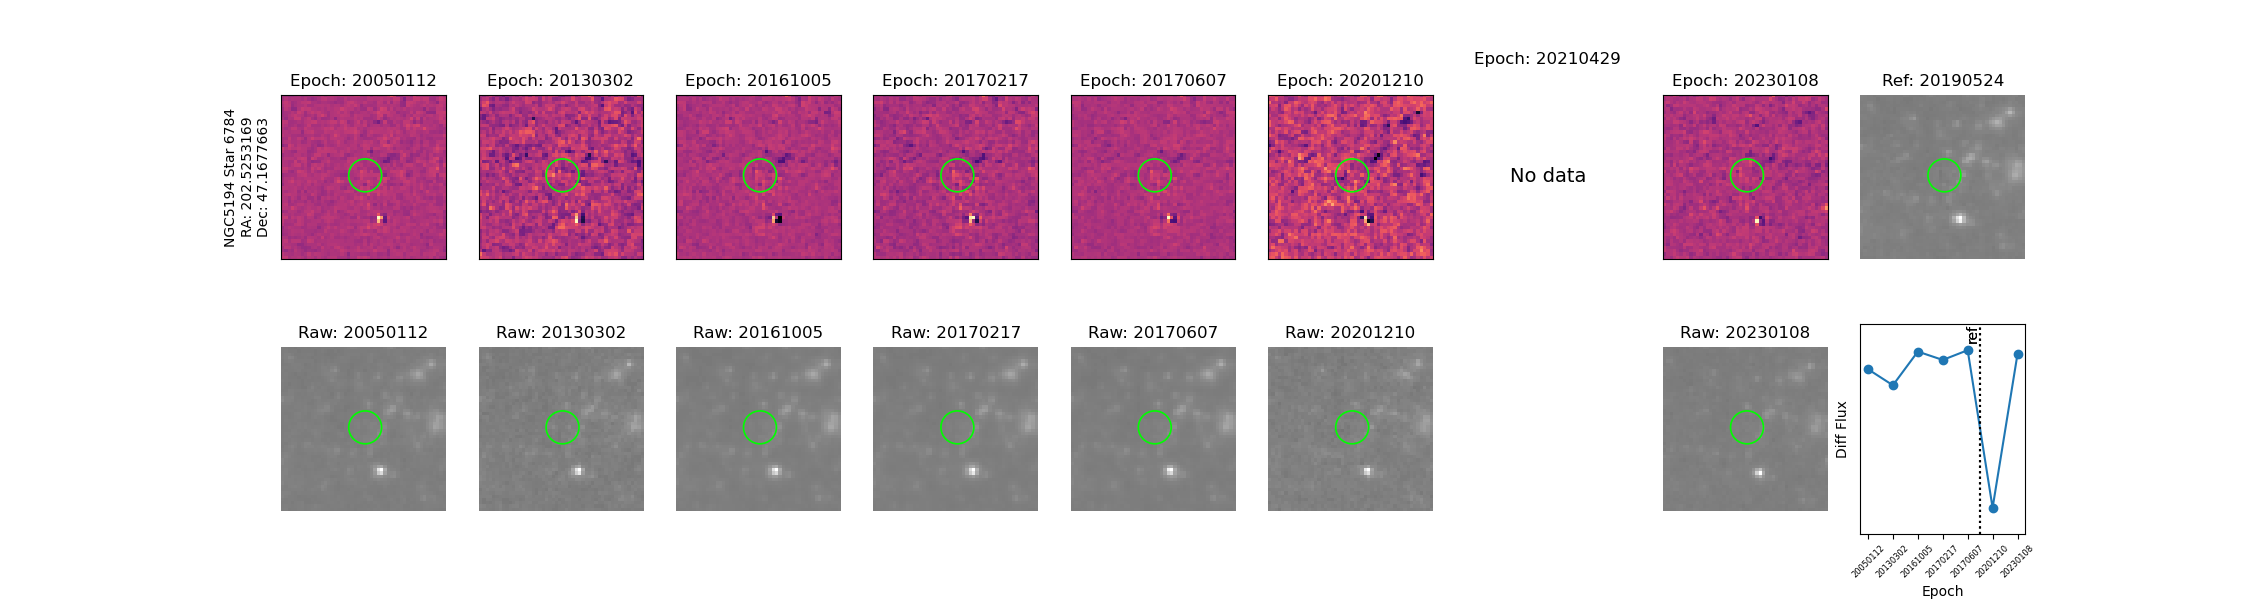 NGC5194 Star 6784
RA: 202.5253169
Dec: 47.1677663
Epoch: 20050112
Epoch: 20130302
Epoch: 20161005
Epoch: 20170217
Epoch: 20170607
Epoch: 20201210
Epoch: 20210429
No data
Epoch: 20230108
Ref: 20190524
Raw: 20050112
Raw: 20130302
Raw: 20161005
Raw: 20170217
Raw: 20170607
Raw: 20201210
Raw: 20230108
ref
Diff Flux
20050112
20130302
20161005
20170217
20170607
20201210
20230108
Epoch